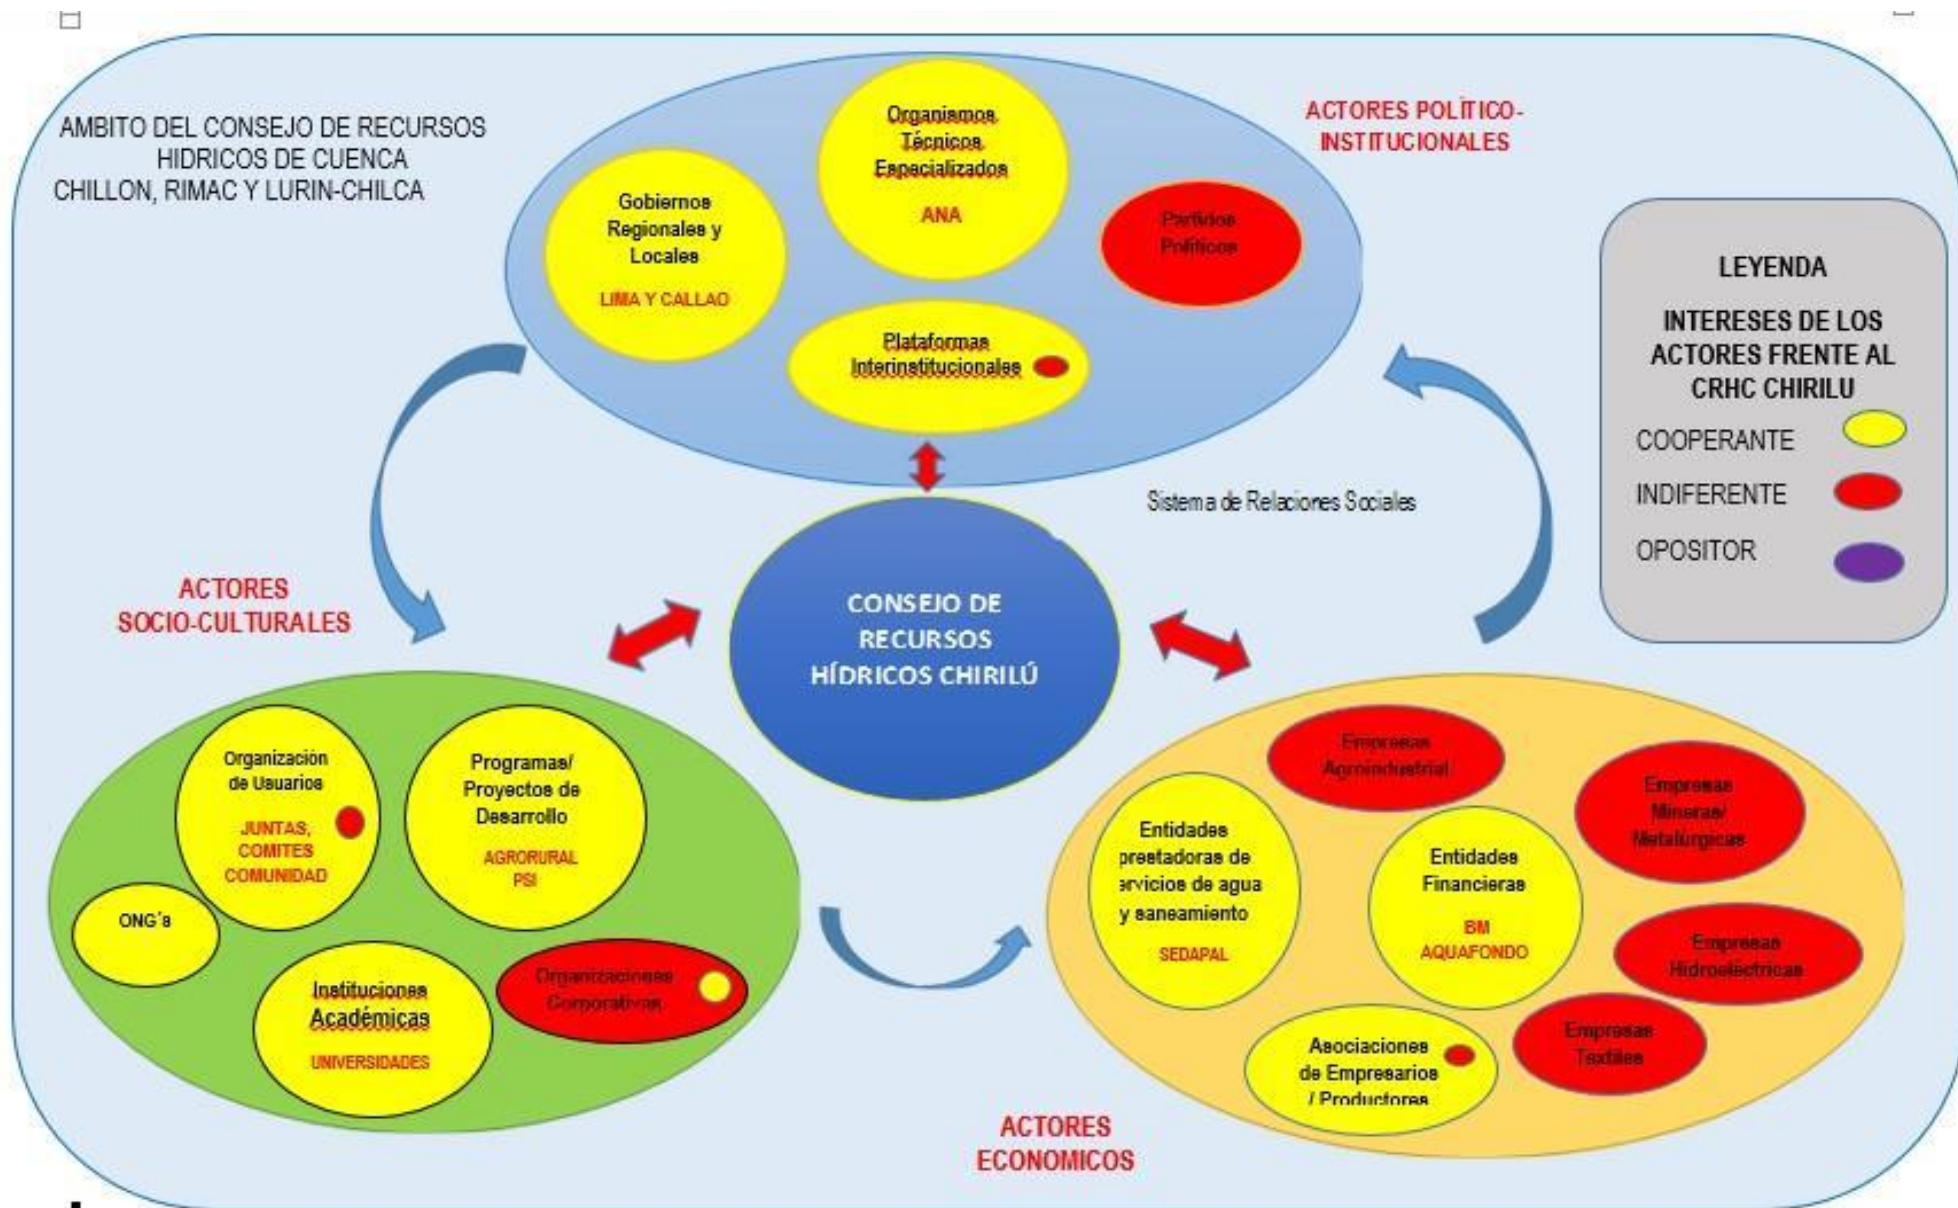 AMBITO DEL CONSEJO DE RECURSOS
HIDRICOS DE CUENCA
CHILLON, RIMAC Y LURIN-CHILCA
ACTORES POLÍTICO-
INSTITUCIONALES
Organismos
Técnicos
Especializados
ANA
Gobiernos
Regionales y
Locales
LIMA Y CALLAO
Partidos
Políticos
Plataformas
Interinstitucionales
LEYENDA
INTERESES DE LOS
ACTORES FRENTE AL
CRHC CHIRILU
COOPERANTE
INDIFERENTE
OPOSITOR
Sistema de Relaciones Sociales
CONSEJO DE
RECURSOS
HÍDRICOS CHIRILÚ
ACTORES
SOCIO-CULTURALES
Organización
de Usuarios
JUNTAS,
COMITES
COMUNIDAD
Programas/
Proyectos de
Desarrollo
AGRORURAL
PSI
ONG´s
Instituciones
Académicas
UNIVERSIDADES
Organizaciones
Corporativas
Empresas
Agroindustrial
Empresas
Mineras/
Metalúrgicas
Entidades
prestadoras de
ervicios de agua
y saneamiento
SEDAPAL
Entidades
Financieras
BM
AQUAFONDO
Empresas
Hidroeléctricas
Empresas
Textiles
Asociaciones
de Empresarios
/ Productores
ACTORES
ECONOMICOS